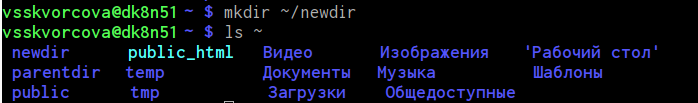 vsskvorcova@dk8n51 ~ $ mkdir ~/newdir
vsskvorcova@dk8n51 ~ $ ls ~
newdir public_html Видео Изображения 'Рабочий стол'
parentdir temp Документы Музыка Шаблоны
public tmp Загрузки Общедоступные